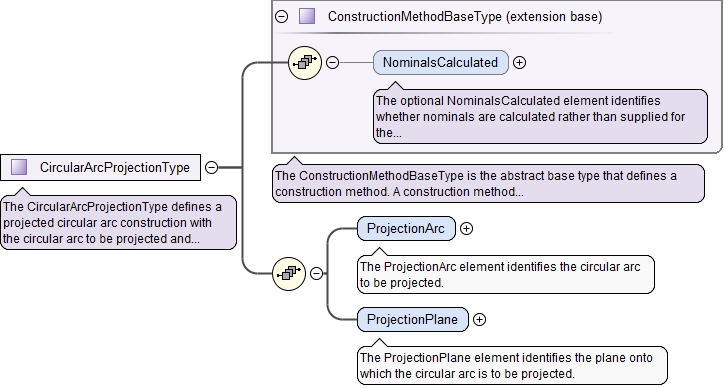 ConstructionMethodBaseType (extension base)
NominalsCalculated
The optional NominalsCalculated element identifies
whether nominals are calculated rather than supplied for
the...
CircularArcProjectionType
The CircularArcProjectionType defines a
projected circular arc construction with
the circular arc to be projected and...
The ConstructionMethodBaseType is the abstract base type that defines a
construction method. A construction method...
ProjectionArc
The ProjectionArc element identifies the circular arc
to be projected.
ProjectionPlane
The ProjectionPlane element identifies the plane onto
which the circular arc is to be projected.